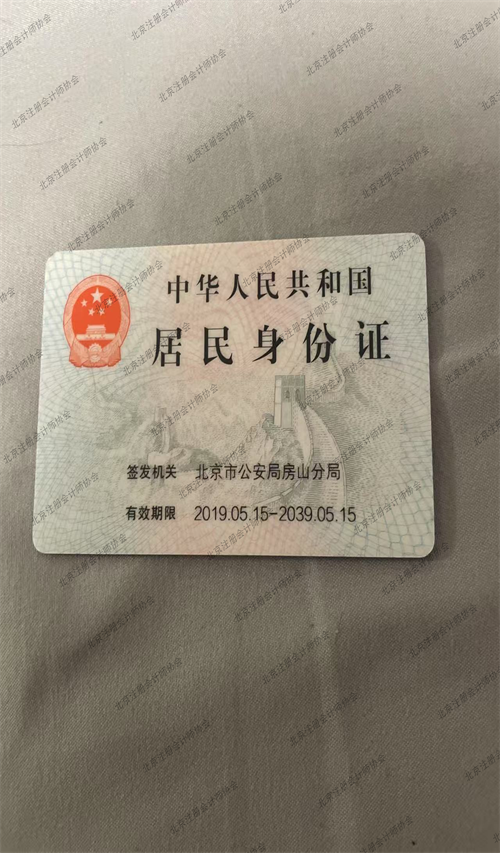 中华人民共和国
居民身份证
签发机关 北京市公安局房山分局
有效期限 2019.05.15-2039.05.15
北京注册会计师协会